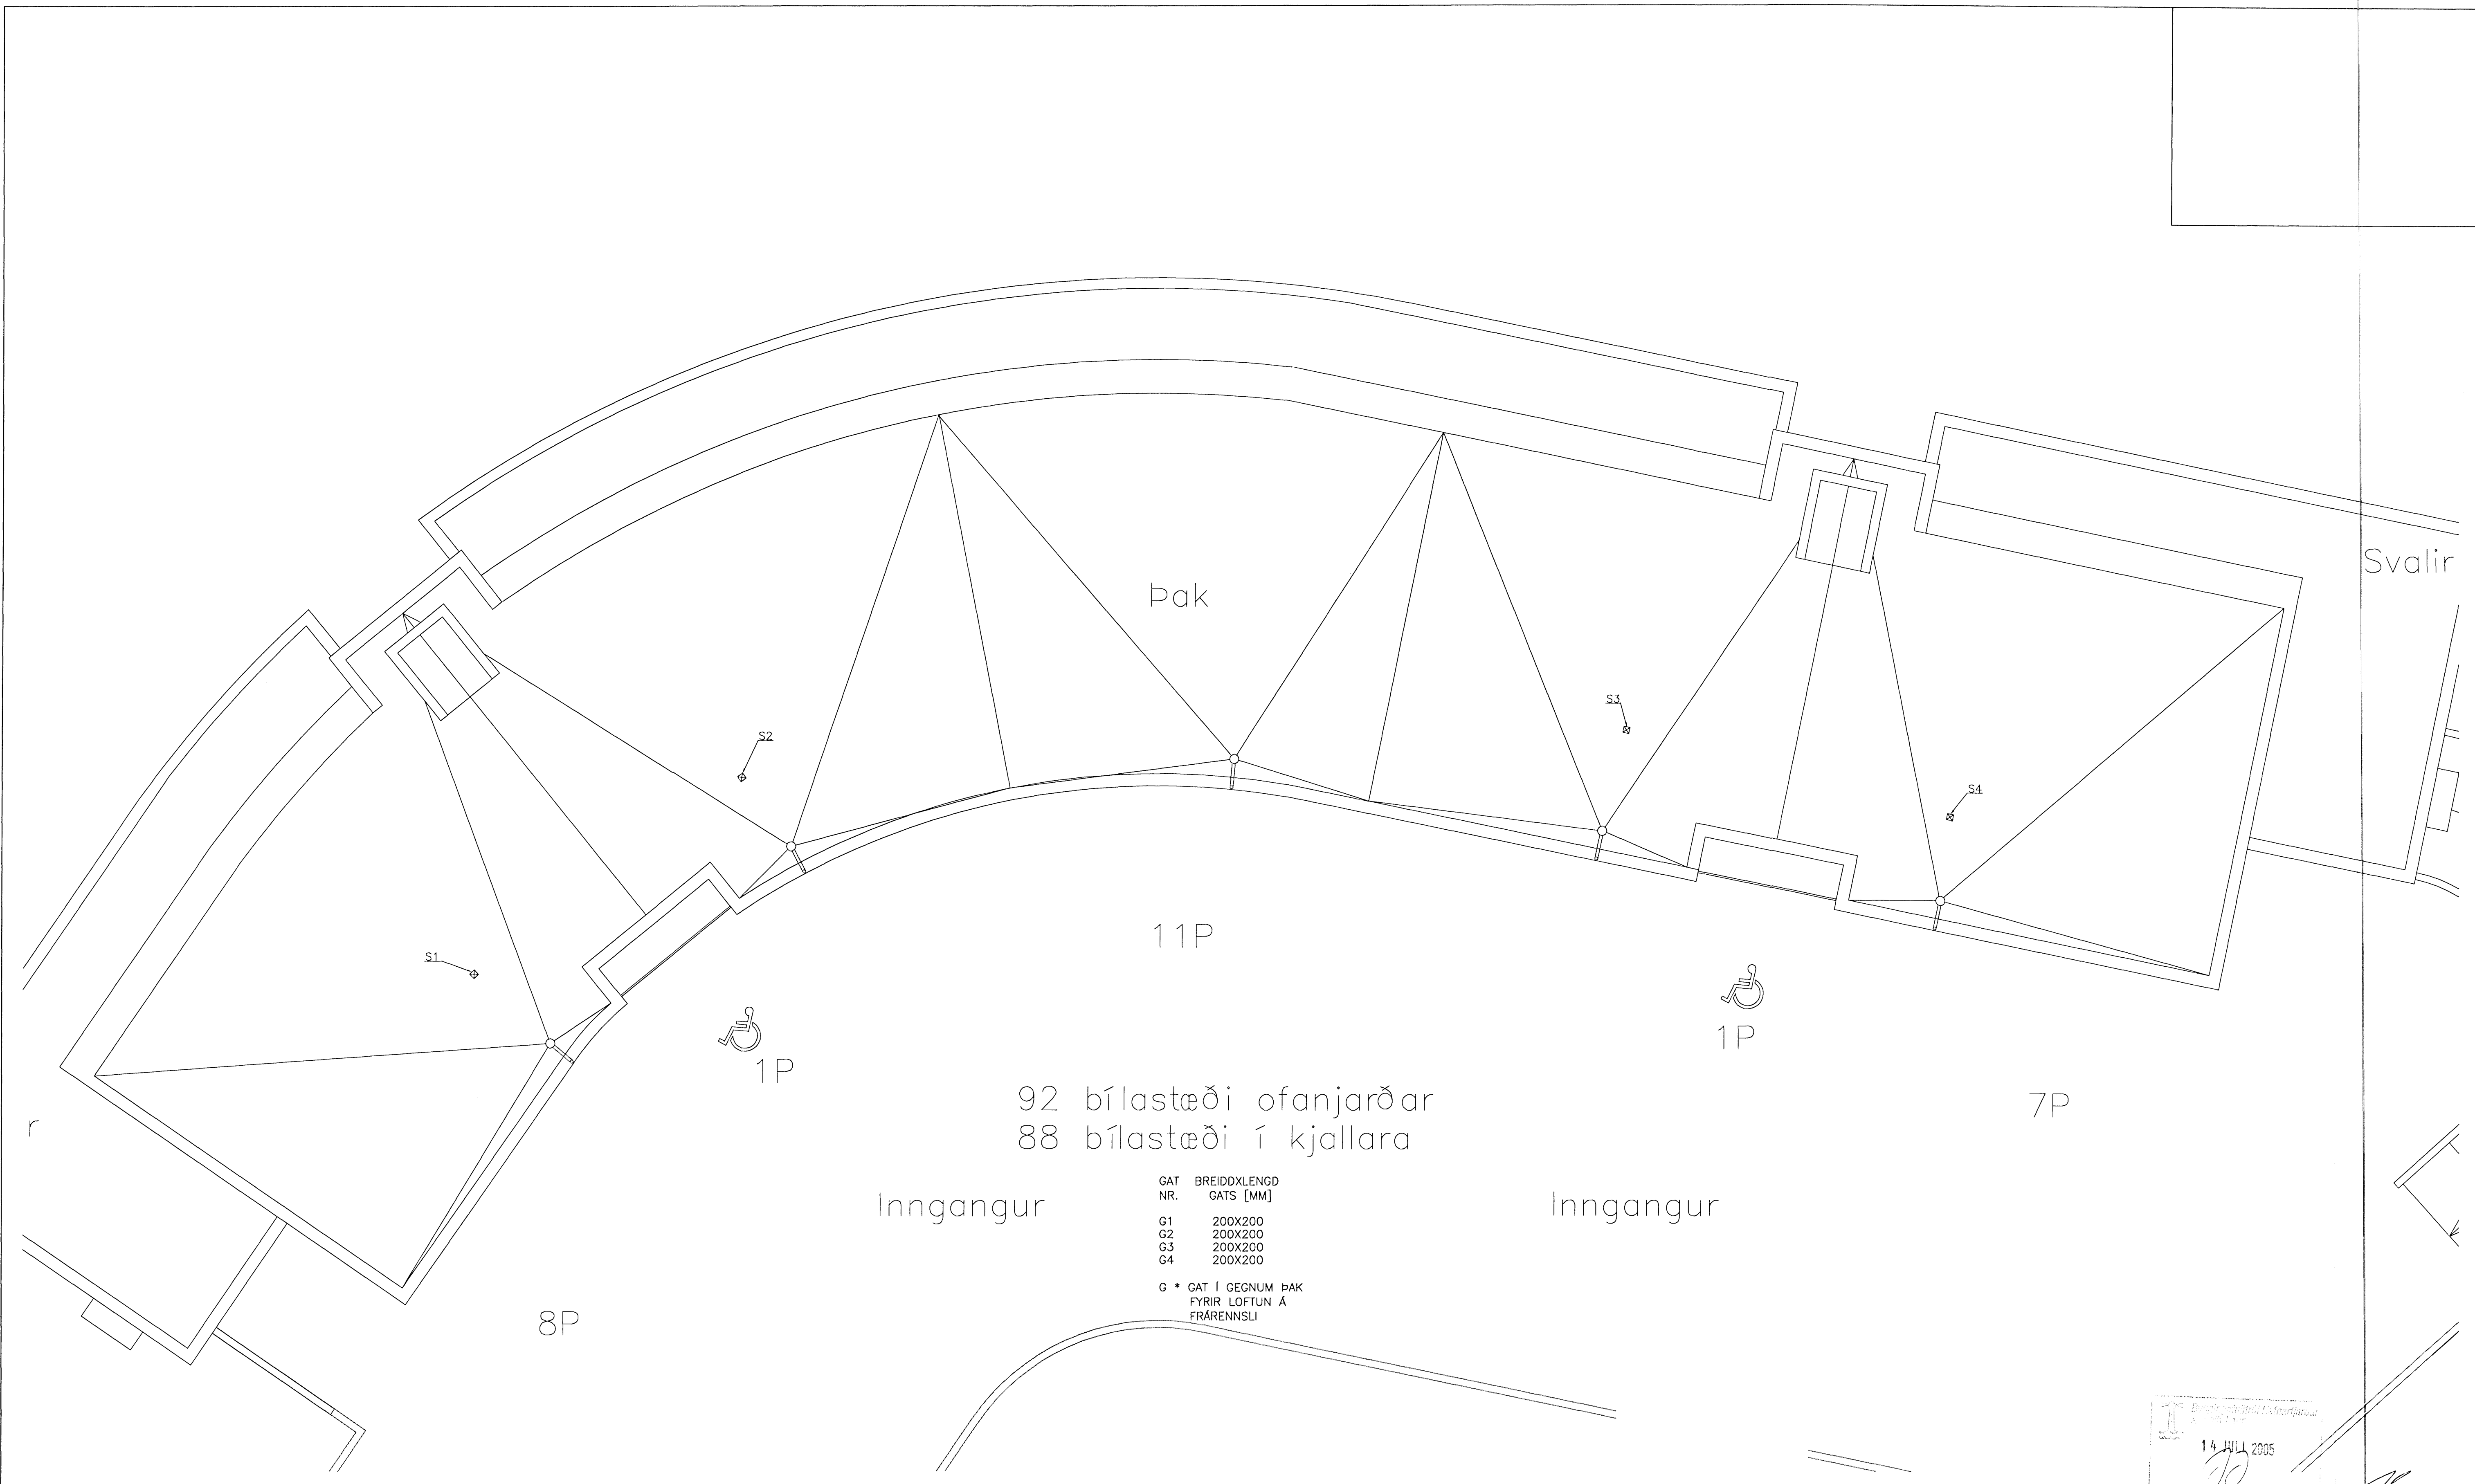 Svalir
Þak
S3
S2
S4
11P
S1
1P
1P
92 bílastæði ofanjarðar
7P
r
88 bílastæði í kjallara
GAT BREIDDXLENGD
NR. GATS [MM]
Inngangur
Inngangur
G1 200X200
G2 200X200
G3 200X200
G4 200X200
G * GAT Í GEGNUM ÞAK
FYRIR LOFTUN Á
FRÁRENNSLI
8P
14 JÚLÍ 2005